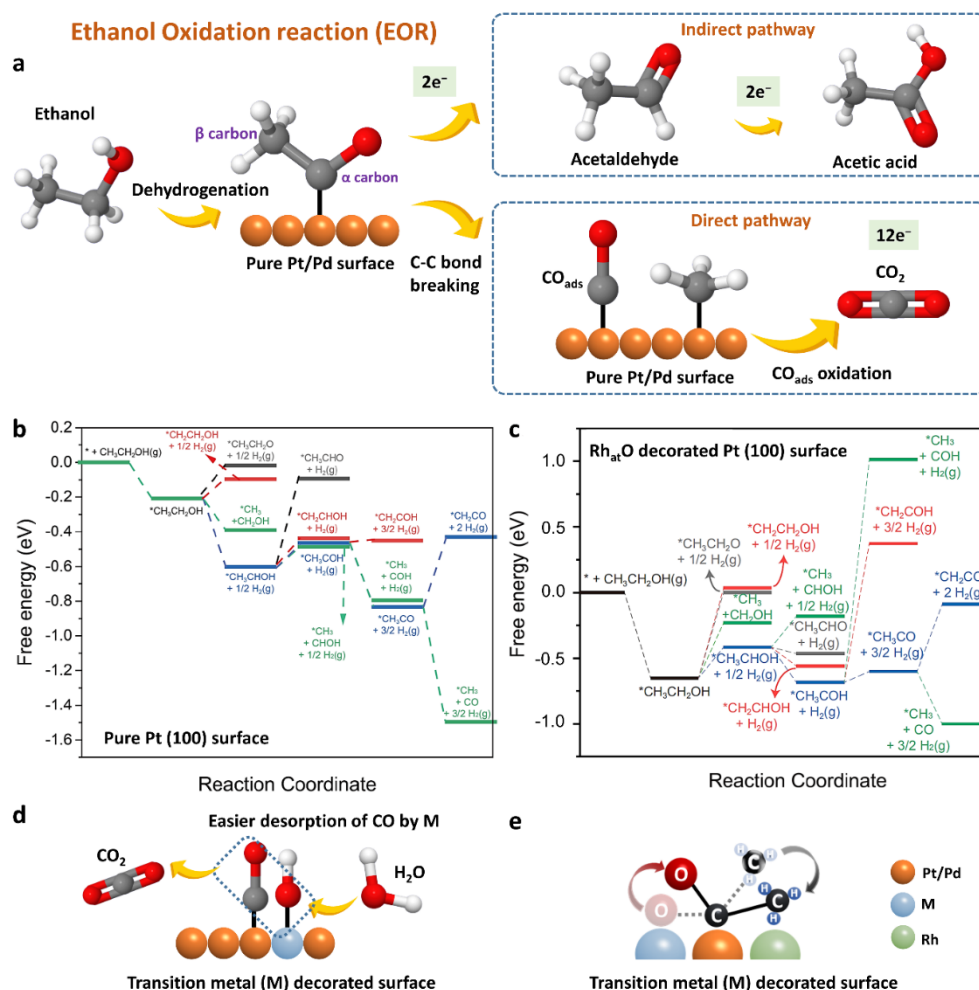 Ethanol Oxidation reaction (EOR)
a
Ethanol
Dehydrogenation
β carbon
α carbon
Pure Pt/Pd surface
2e⁻
C-C bond
breaking
Indirect pathway
Acetaldehyde
2e⁻
Acetic acid
Direct pathway
CO_ads
Pure Pt/Pd surface
12e⁻
CO₂
CO_ads oxidation
b
Free energy (eV)
0.2
0.0
-0.2
-0.4
-0.6
-0.8
-1.0
-1.2
-1.4
-1.6
* + CH₃CH₂OH(g)
*CH₂CH₂OH
+ 1/2 H₂(g)
*CH₃CH₂O
+ 1/2 H₂(g)
*CH₃CHO
+ H₂(g)
*CH₃CH₂OH
*CH₃
+CH₂OH
*CH₃CHOH
+ 1/2 H₂(g)
*CH₂CHOH
+ H₂(g)
*CH₃COH
+ H₂(g)
*CH₂COH
+ 3/2 H₂(g)
*CH₂CO
+ 2 H₂(g)
*CH₃
+ COH
+ H₂(g)
*CH₃CO
+ 3/2 H₂(g)
*CH₃
+ CHOH
+ 1/2 H₂(g)
*CH₃
+ CO
+ 3/2 H₂(g)
Pure Pt (100) surface
Reaction Coordinate
c
Rh_atO decorated Pt (100) surface
Free energy (eV)
1.0
0.5
0.0
-0.5
-1.0
* + CH₃CH₂OH(g)
*CH₃CH₂OH
*CH₃CH₂O
+ 1/2 H₂(g)
*CH₂CH₂OH
+ 1/2 H₂(g)
*CH₃
+CH₂OH
*CH₃CHOH
+ 1/2 H₂(g)
*CH₃
+ CHOH
+ 1/2 H₂(g)
*CH₃CHO
+ H₂(g)
*CH₂CHOH
+ H₂(g)
*CH₃COH
+ H₂(g)
*CH₃
+ COH
+ H₂(g)
*CH₂COH
+ 3/2 H₂(g)
*CH₃CO
+ 3/2 H₂(g)
*CH₂CO
+ 2 H₂(g)
*CH₃
+ CO
+ 3/2 H₂(g)
Reaction Coordinate
d
Easier desorption of CO by M
CO₂
H₂O
Transition metal (M) decorated surface
e
O
O
C
C
C
H
H
H
H
H
H
Pt/Pd
M
Rh
Transition metal (M) decorated surface